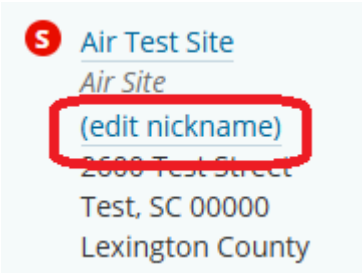 S Air Test Site
Air Site
(edit nickname)
2600 Test Street
Test, SC 00000
Lexington County